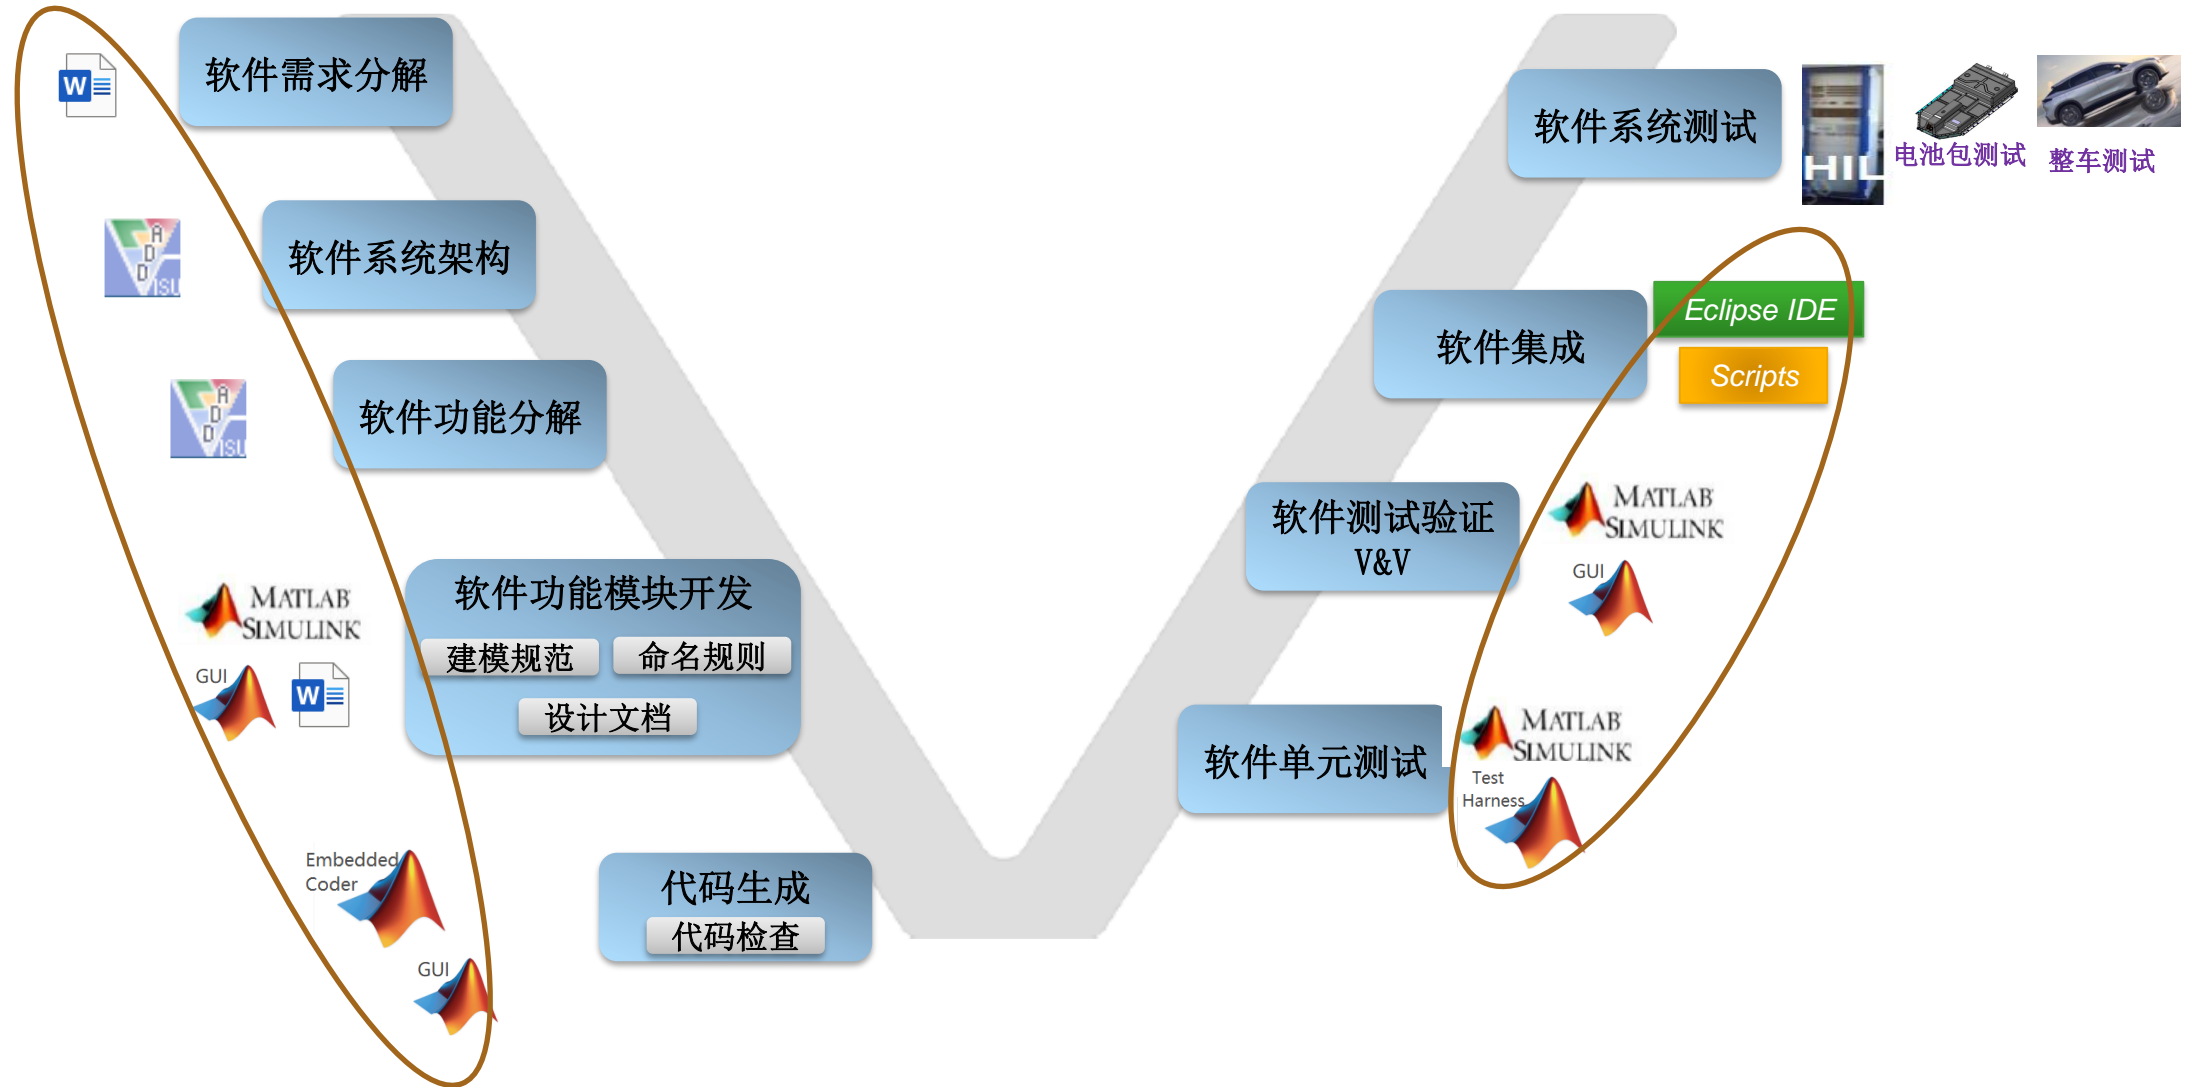 W
软件需求分解
ADD
VISU
软件系统架构
ADD
VISU
软件功能分解
MATLAB
SIMULINK
GUI
W
软件功能模块开发
建模规范
命名规则
设计文档
Embedded
Coder
GUI
代码生成
代码检查
软件系统测试
HIL
电池包测试
整车测试
软件集成
Eclipse IDE
Scripts
软件测试验证
V&V
MATLAB
SIMULINK
GUI
软件单元测试
MATLAB
SIMULINK
Test
Harness